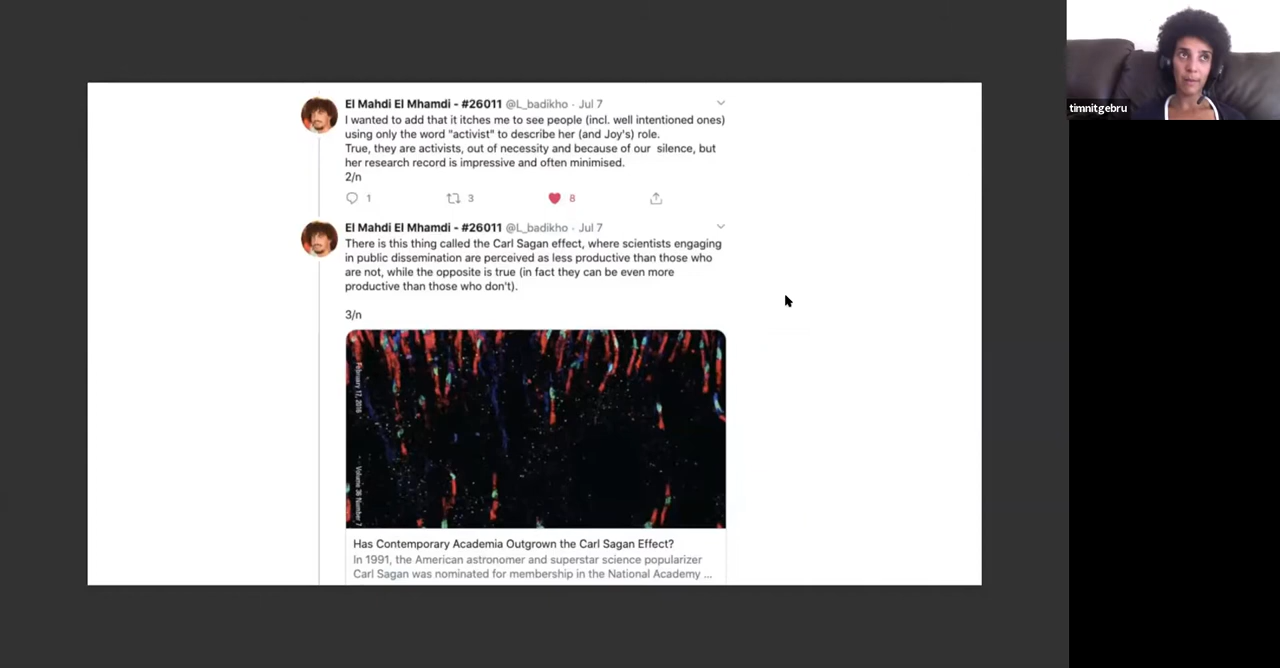 El Mahdi El Mhamdi - #26011 @L_badikho · Jul 7
I wanted to add that it itches me to see people (incl. well intentioned ones)
using only the word "activist" to describe her (and Joy's) role.
True, they are activists, out of necessity and because of our silence, but
her research record is impressive and often minimised.
2/n
1 3 8
El Mahdi El Mhamdi - #26011 @L_badikho · Jul 7
There is this thing called the Carl Sagan effect, where scientists engaging
in public dissemination are perceived as less productive than those who
are not, while the opposite is true (in fact they can be even more
productive than those who don't).
3/n
February 17, 2016
Volume 36 Number 7
Has Contemporary Academia Outgrown the Carl Sagan Effect?
In 1991, the American astronomer and superstar science popularizer
Carl Sagan was nominated for membership in the National Academy ...
timnitgebru